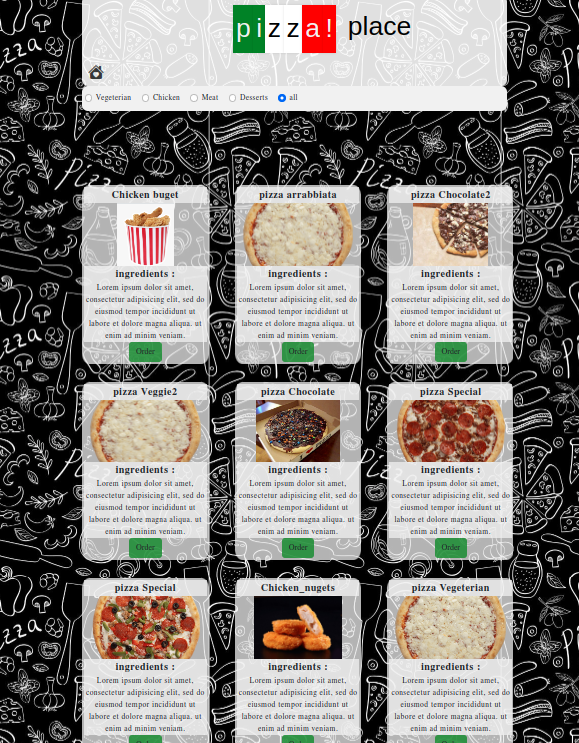 pizza! place
Vegeterian Chicken Meat Desserts all
Chicken buget
ingredients :
Lorem ipsum dolor sit amet,
consectetur adipisicing elit, sed do
eiusmod tempor incididunt ut
labore et dolore magna aliqua. ut
enim ad minim veniam.
Order
pizza arrabbiata
ingredients :
Lorem ipsum dolor sit amet,
consectetur adipisicing elit, sed do
eiusmod tempor incididunt ut
labore et dolore magna aliqua. ut
enim ad minim veniam.
Order
pizza Chocolate2
ingredients :
Lorem ipsum dolor sit amet,
consectetur adipisicing elit, sed do
eiusmod tempor incididunt ut
labore et dolore magna aliqua. ut
enim ad minim veniam.
Order
pizza Veggie2
ingredients :
Lorem ipsum dolor sit amet,
consectetur adipisicing elit, sed do
eiusmod tempor incididunt ut
labore et dolore magna aliqua. ut
enim ad minim veniam.
Order
pizza Chocolate
ingredients :
Lorem ipsum dolor sit amet,
consectetur adipisicing elit, sed do
eiusmod tempor incididunt ut
labore et dolore magna aliqua. ut
enim ad minim veniam.
Order
pizza Special
ingredients :
Lorem ipsum dolor sit amet,
consectetur adipisicing elit, sed do
eiusmod tempor incididunt ut
labore et dolore magna aliqua. ut
enim ad minim veniam.
Order
pizza Special
ingredients :
Lorem ipsum dolor sit amet,
consectetur adipisicing elit, sed do
eiusmod tempor incididunt ut
labore et dolore magna aliqua. ut
enim ad minim veniam.
Chicken_nugets
ingredients :
Lorem ipsum dolor sit amet,
consectetur adipisicing elit, sed do
eiusmod tempor incididunt ut
labore et dolore magna aliqua. ut
enim ad minim veniam.
pizza Vegeterian
ingredients :
Lorem ipsum dolor sit amet,
consectetur adipisicing elit, sed do
eiusmod tempor incididunt ut
labore et dolore magna aliqua. ut
enim ad minim veniam.